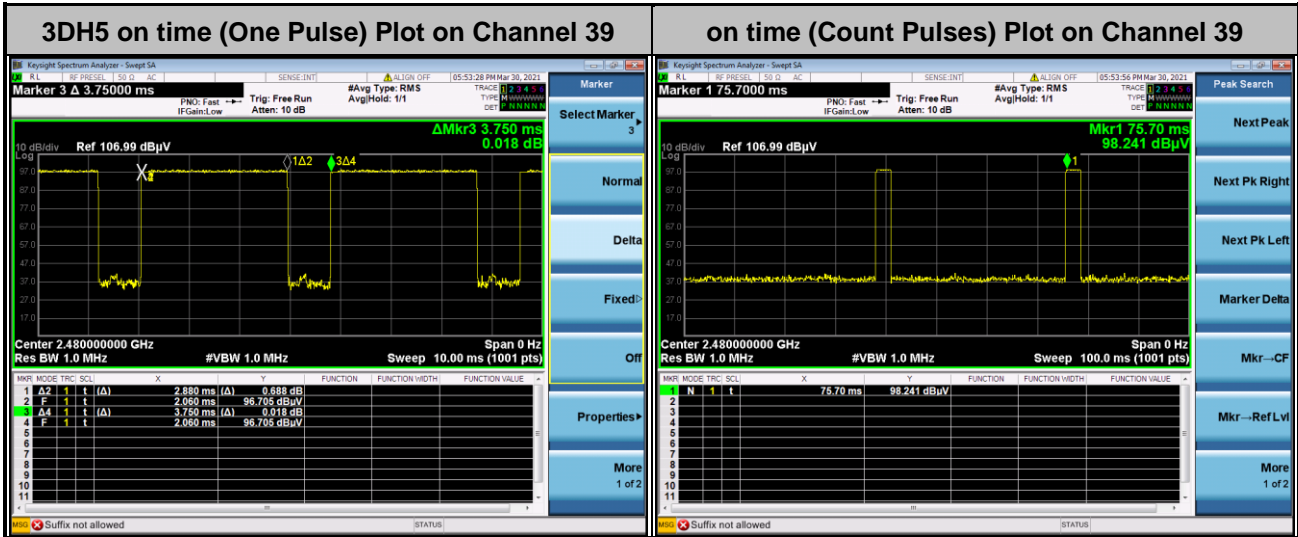 3DH5 on time (One Pulse) Plot on Channel 39
on time (Count Pulses) Plot on Channel 39
Keysight Spectrum Analyzer - Swept SA
RL RF PRESEL 50 Ω AC SENSE:INT ALIGN OFF 05:53:28 PM Mar 30, 2021
Marker 3 Δ 3.75000 ms
PNO: Fast
IFGain:Low
Trig: Free Run
Atten: 10 dB
#Avg Type: RMS
Avg|Hold: 1/1
TRACE 1 2 3 4 5 6
TYPE M WWWWW
DET P N N N N N
ΔMkr3 3.750 ms
0.018 dB
10 dB/div Ref 106.99 dBµV
Log
97.0
87.0
77.0
67.0
57.0
47.0
37.0
27.0
17.0
1Δ2
3Δ4
Center 2.480000000 GHz Span 0 Hz
Res BW 1.0 MHz #VBW 1.0 MHz Sweep 10.00 ms (1001 pts)
MKR MODE TRC SCL X Y FUNCTION FUNCTION WIDTH FUNCTION VALUE
1 Δ2 1 t (Δ) 2.880 ms (Δ) 0.688 dB
2 F 1 t 2.060 ms 96.705 dBµV
3 Δ4 1 t (Δ) 3.750 ms (Δ) 0.018 dB
4 F 1 t 2.060 ms 96.705 dBµV
5
6
7
8
9
10
11
MSG Suffix not allowed STATUS
Marker
Select Marker
3
Normal
Delta
Fixed
Off
Properties
More
1 of 2
Keysight Spectrum Analyzer - Swept SA
RL RF PRESEL 50 Ω AC SENSE:INT ALIGN OFF 05:53:56 PM Mar 30, 2021
Marker 1 75.7000 ms
PNO: Fast
IFGain:Low
Trig: Free Run
Atten: 10 dB
#Avg Type: RMS
Avg|Hold: 1/1
TRACE 1 2 3 4 5 6
TYPE M WWWWW
DET P N N N N N
Mkr1 75.70 ms
98.241 dBµV
10 dB/div Ref 106.99 dBµV
Log
97.0
87.0
77.0
67.0
57.0
47.0
37.0
27.0
17.0
1
Center 2.480000000 GHz Span 0 Hz
Res BW 1.0 MHz #VBW 1.0 MHz Sweep 100.0 ms (1001 pts)
MKR MODE TRC SCL X Y FUNCTION FUNCTION WIDTH FUNCTION VALUE
1 N 1 t 75.70 ms 98.241 dBµV
2
3
4
5
6
7
8
9
10
11
MSG Suffix not allowed STATUS
Peak Search
Next Peak
Next Pk Right
Next Pk Left
Marker Delta
Mkr→CF
Mkr→Ref Lvl
More
1 of 2